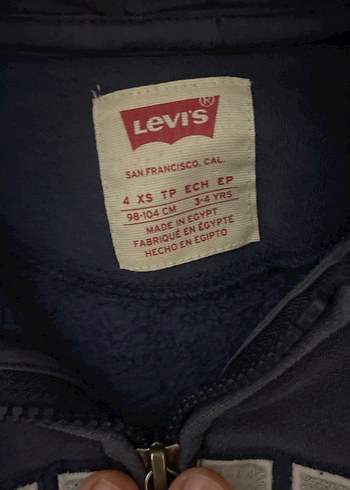 LEVI'S ®
SAN FRANCISCO, CAL.
4 XS TP ECH EP
98-104 CM 3-4 YRS
MADE IN EGYPT
FABRIQUÉ EN ÉGYPTE
HECHO EN EGIPTO